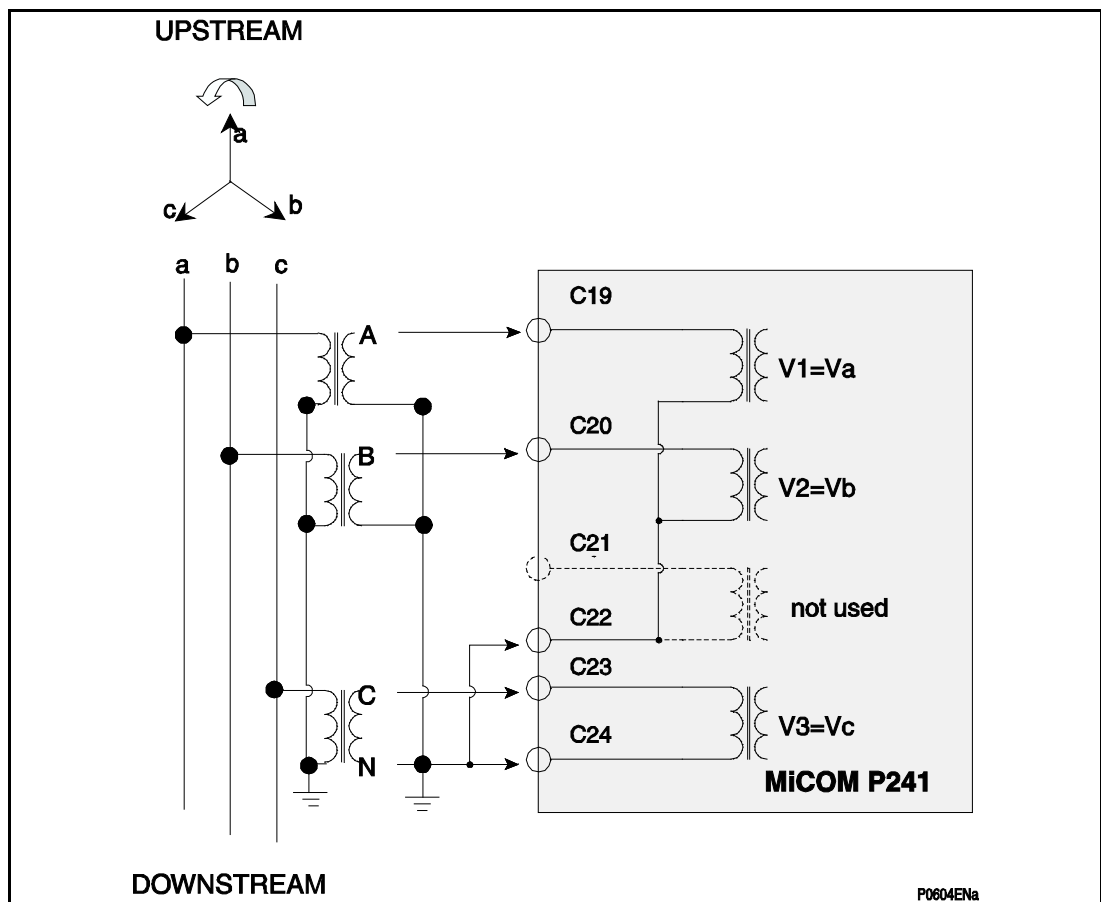 UPSTREAM
a
c
b
a b c
C19
A
V1=Va
C20
B
V2=Vb
C21
not used
C22
C23
C
V3=Vc
C24
N
MiCOM P241
DOWNSTREAM
P0604ENa